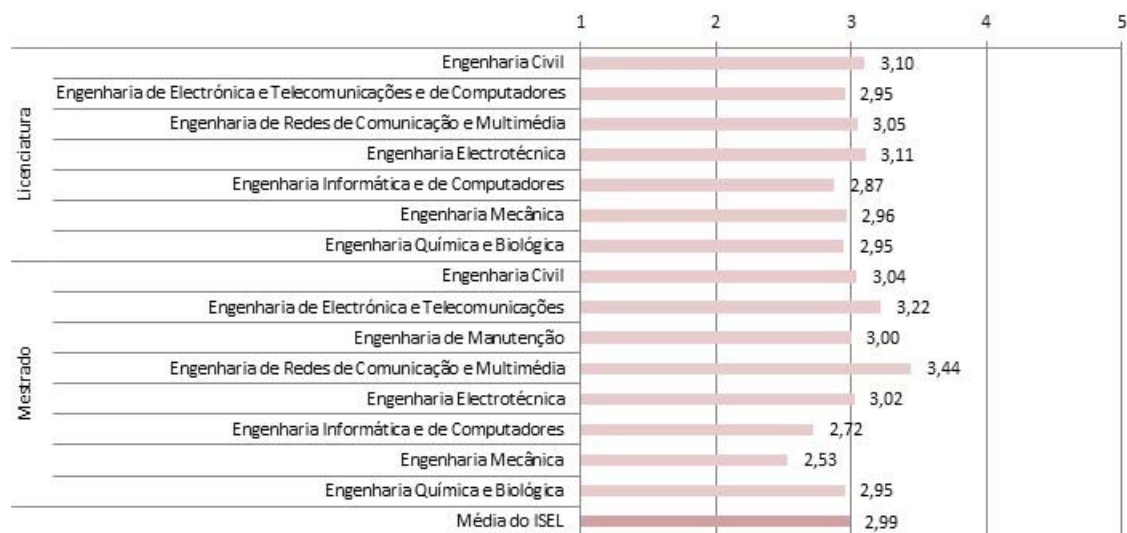 1 2 3 4 5
Licenciatura
Engenharia Civil 3,10
Engenharia de Electrónica e Telecomunicações e de Computadores 2,95
Engenharia de Redes de Comunicação e Multimédia 3,05
Engenharia Electrotécnica 3,11
Engenharia Informática e de Computadores 2,87
Engenharia Mecânica 2,96
Engenharia Química e Biológica 2,95
Mestrado
Engenharia Civil 3,04
Engenharia de Electrónica e Telecomunicações 3,22
Engenharia de Manutenção 3,00
Engenharia de Redes de Comunicação e Multimédia 3,44
Engenharia Electrotécnica 3,02
Engenharia Informática e de Computadores 2,72
Engenharia Mecânica 2,53
Engenharia Química e Biológica 2,95
Média do ISEL 2,99